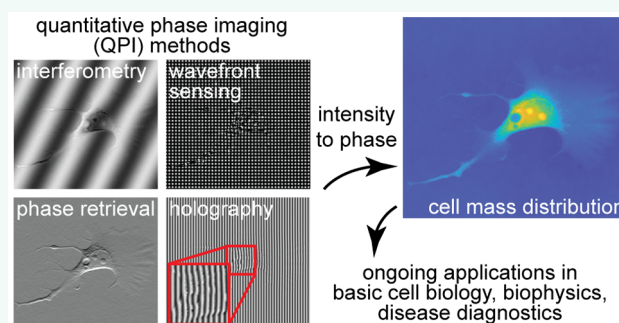 quantitative phase imaging
(QPI) methods
interferometry
wavefront
sensing
phase retrieval
holography
intensity
to phase
cell mass distribution
ongoing applications in
basic cell biology, biophysics,
disease diagnostics